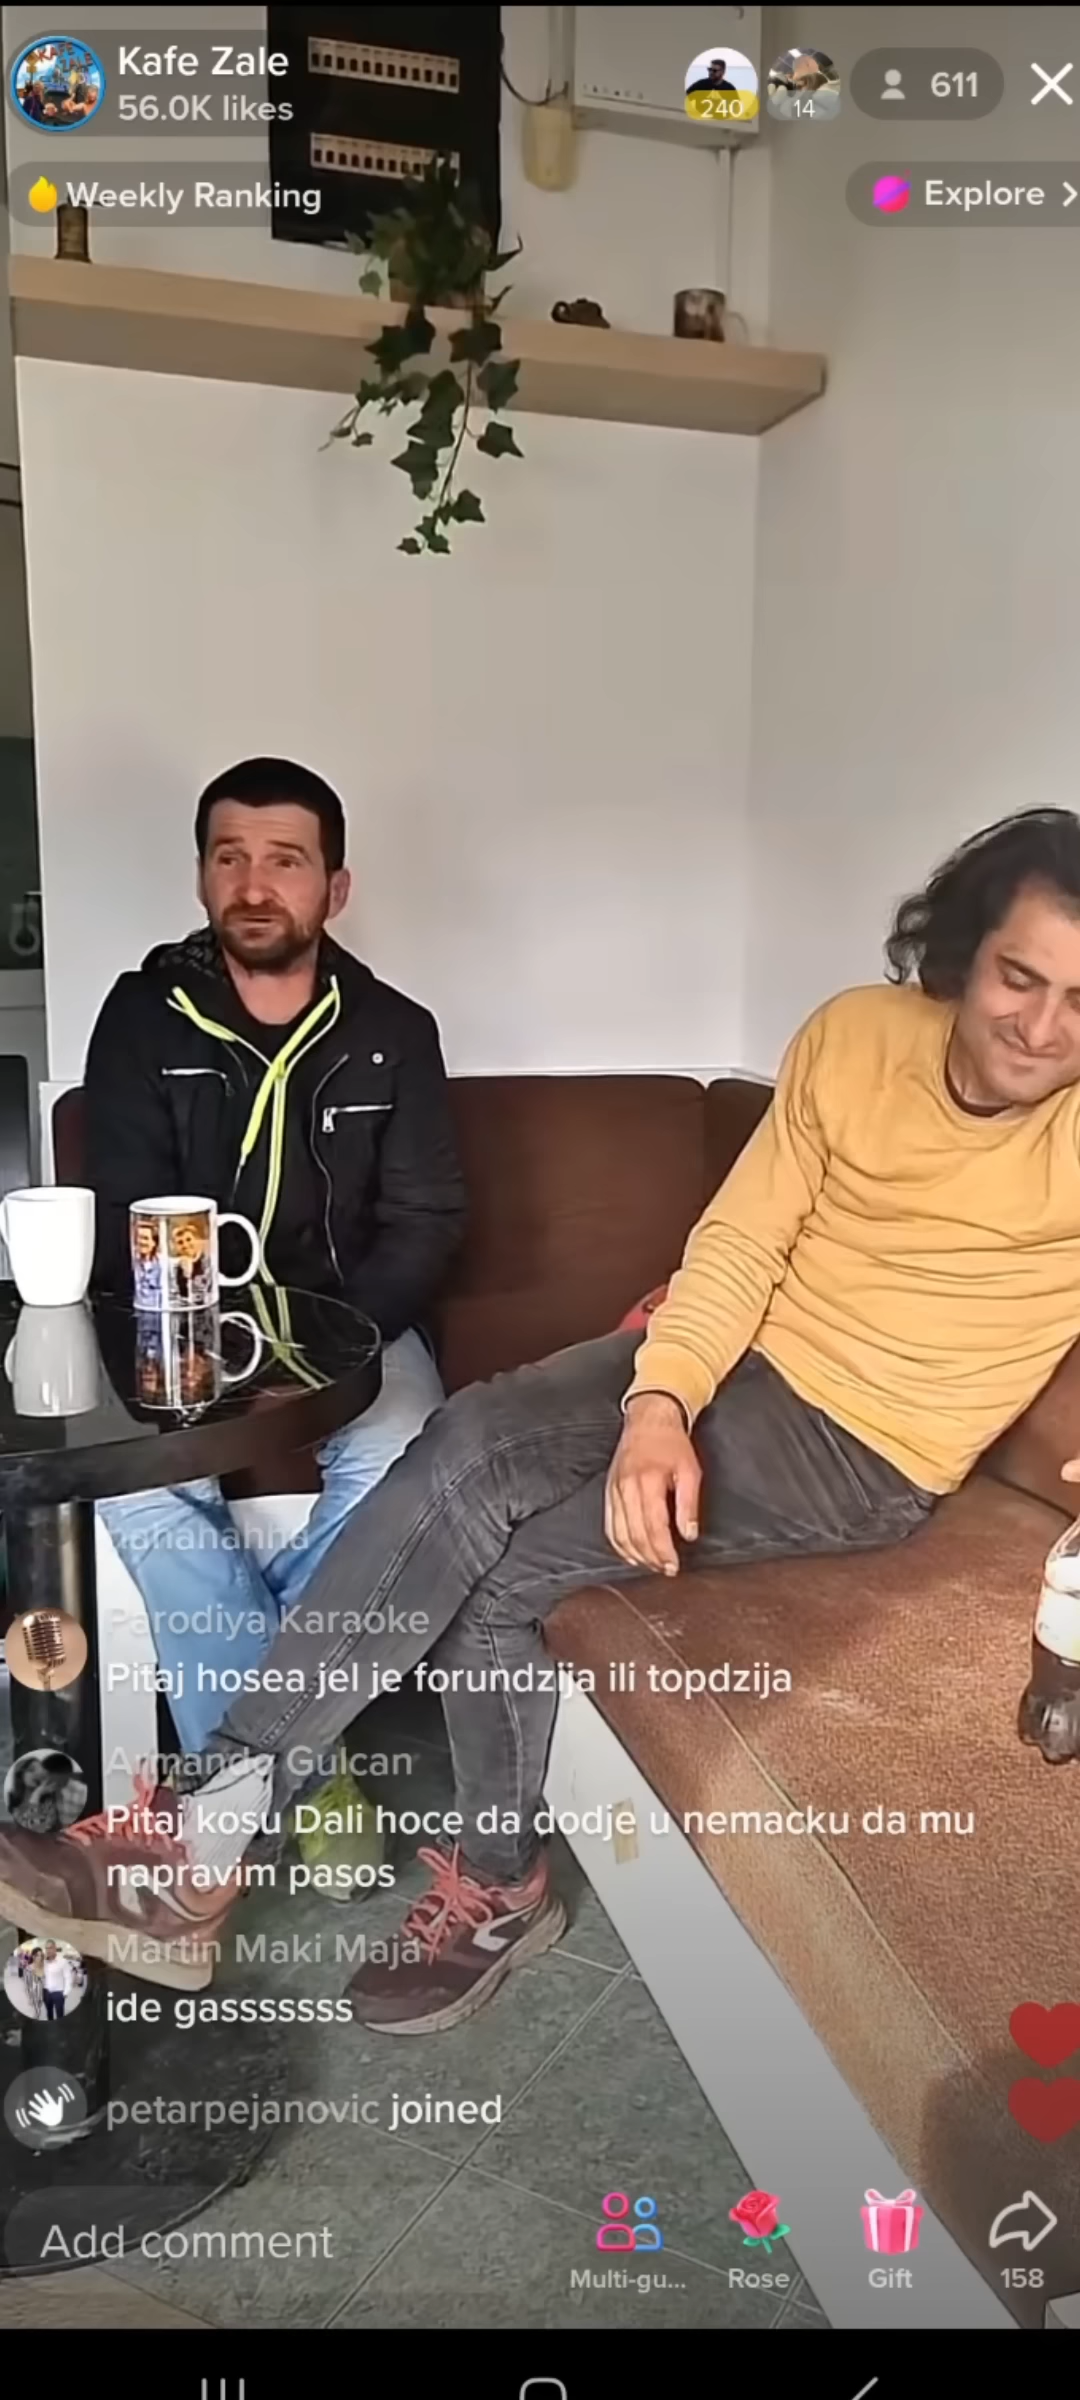 Kafe Zale
56.0K likes
240
14
611
Weekly Ranking
Explore
hahahahha
Parodiya Karaoke
Pitaj hosea jel je forundzija ili topdzija
Armando Gulcan
Pitaj kosu Dali hoce da dodje u nemacku da mu
napravim pasos
Martin Maki Maja
ide gasssssss
petarpejanovic joined
Add comment
Multi-gu...
Rose
Gift
158